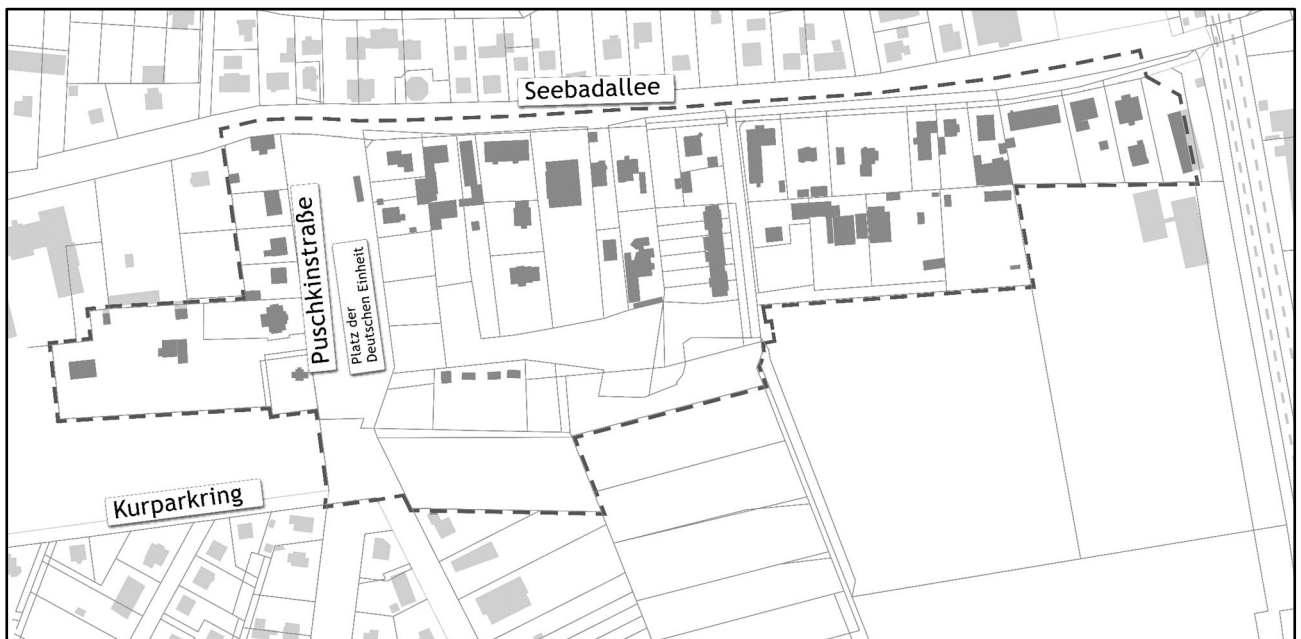 Seebadallee
Puschkinstraße
Platz der
Deutschen Einheit
Kurparkring